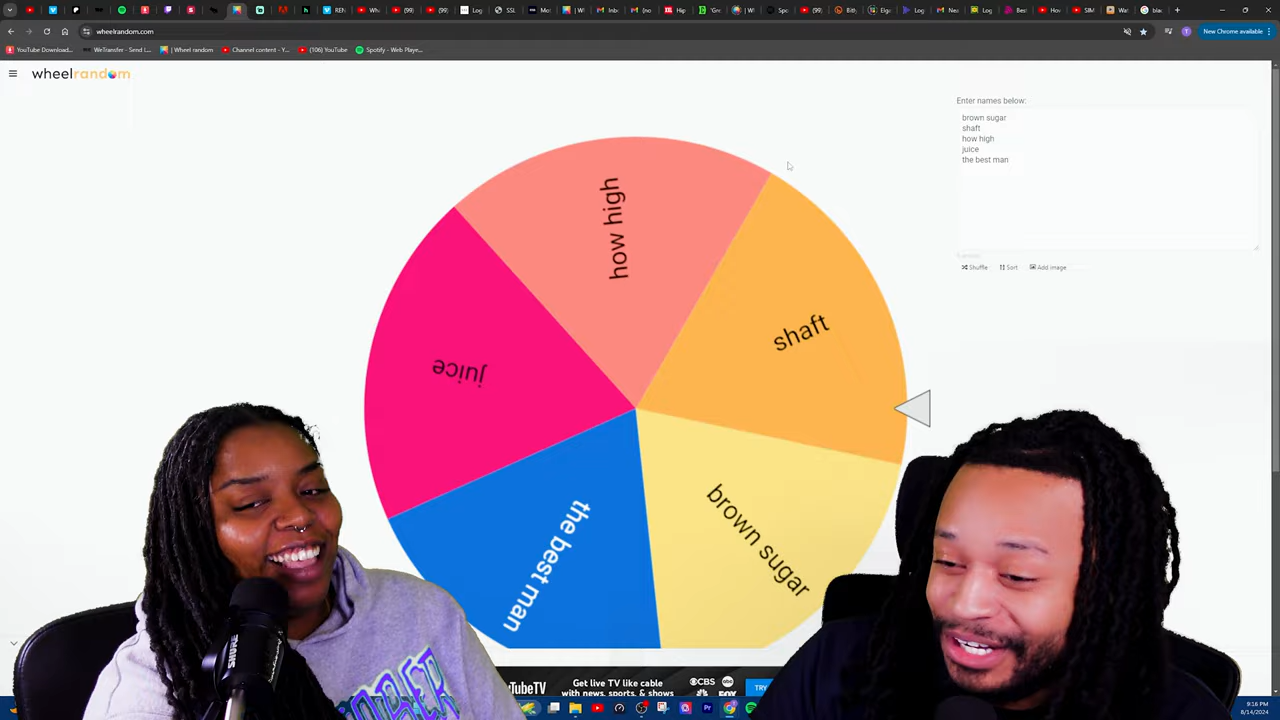 wheelrandom.com
New Chrome available
YouTube Download...
WeTransfer - Send L...
| Wheel random
Channel content - Y...
(106) YouTube
Spotify - Web Playe...
wheelrandom
Enter names below:
brown sugar
shaft
how high
juice
the best man
Shuffle
Sort
Add image
how high
shaft
juice
brown sugar
the best man
Get live TV like cable
with news, sports, & shows
CBS
abc
FOX
TRY
9:16 PM
8/14/2024